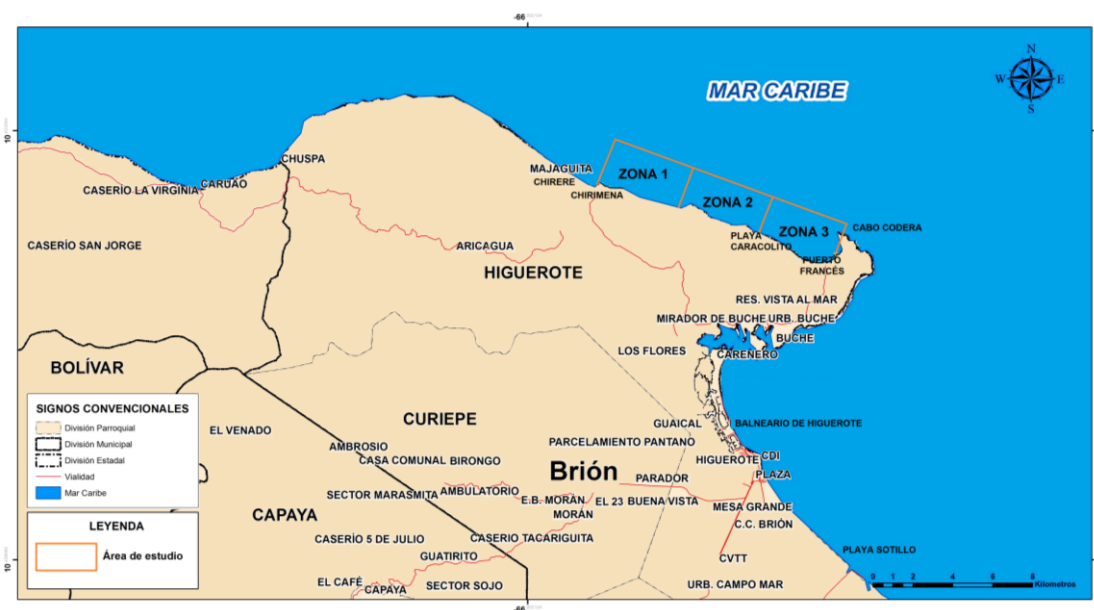 -66
MAR CARIBE
N
W E
S
10
CHUSPA
MAJAGUITA
CHIRERE
ZONA 1
CHIRIMENA
CASERÍO LA VIRGINIA
CARUAO
ZONA 2
ZONA 3
CABO CODERA
PLAYA
CARACOLITO
CASERÍO SAN JORGE
ARICAGUA
PUERTO
FRANCÉS
HIGUEROTE
RES. VISTA AL MAR
MIRADOR DE BUCHE
URB. BUCHE
BUCHE
LOS FLORES
CARENERO
BOLÍVAR
SIGNOS CONVENCIONALES
División Parroquial
División Municipal
División Estadal
Vialidad
Mar Caribe
LEYENDA
Área de estudio
CURIEPE
GUAICAL
BALNEARIO DE HIGUEROTE
EL VENADO
AMBROSIO
PARCELAMIENTO PANTANO
CASA COMUNAL BIRONGO
HIGUEROTE
CDI
Brión
PLAZA
PARADOR
SECTOR MARASMITA
AMBULATORIO
E.B. MORÁN
EL 23
BUENA VISTA
MESA GRANDE
CAPAYA
MORÁN
C.C. BRIÓN
CASERÍO 5 DE JULIO
CASERIO TACARIGUITA
PLAYA SOTILLO
GUATIRITO
CVTT
10
EL CAFÉ
CAPAYA
SECTOR SOJO
URB. CAMPO MAR
0 1 2 4 6 8
Kilometros
-66